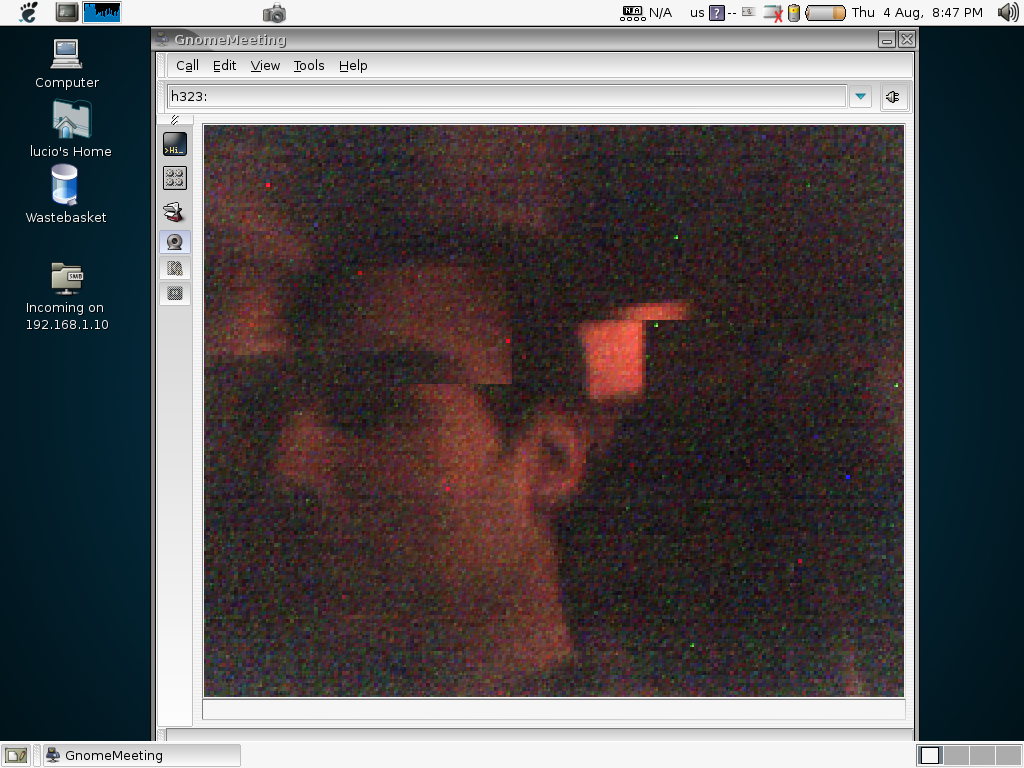 N/A us ? -- Thu 4 Aug, 8:47 PM
GnomeMeeting
Call Edit View Tools Help
h323:
>Hi_
Computer
lucio's Home
Wastebasket
SMB
Incoming on
192.168.1.10
GnomeMeeting